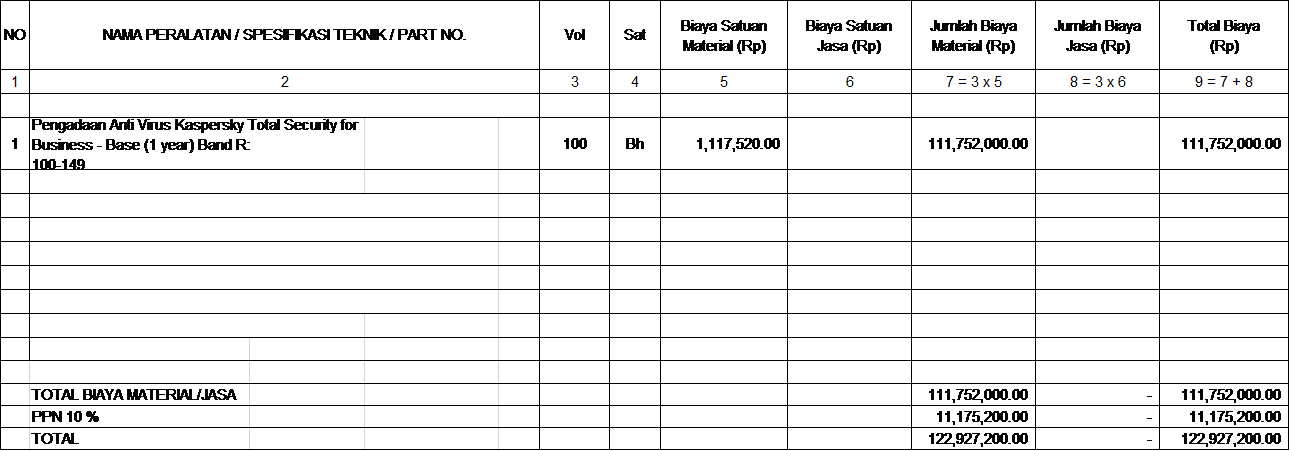 NO NAMA PERALATAN / SPESIFIKASI TEKNIK / PART NO. Vol Sat Biaya Satuan Material (Rp) Biaya Satuan Jasa (Rp) Jumlah Biaya Material (Rp) Jumlah Biaya Jasa (Rp) Total Biaya (Rp)
1 2 3 4 5 6 7 = 3 x 5 8 = 3 x 6 9 = 7 + 8
Pengadaan Anti Virus Kaspersky Total Security for
1 Business - Base (1 year) Band R: 100 Bh 1,117,520.00 111,752,000.00 111,752,000.00
100-149
TOTAL BIAYA MATERIAL/JASA 111,752,000.00 - 111,752,000.00
PPN 10 % 11,175,200.00 - 11,175,200.00
TOTAL 122,927,200.00 - 122,927,200.00